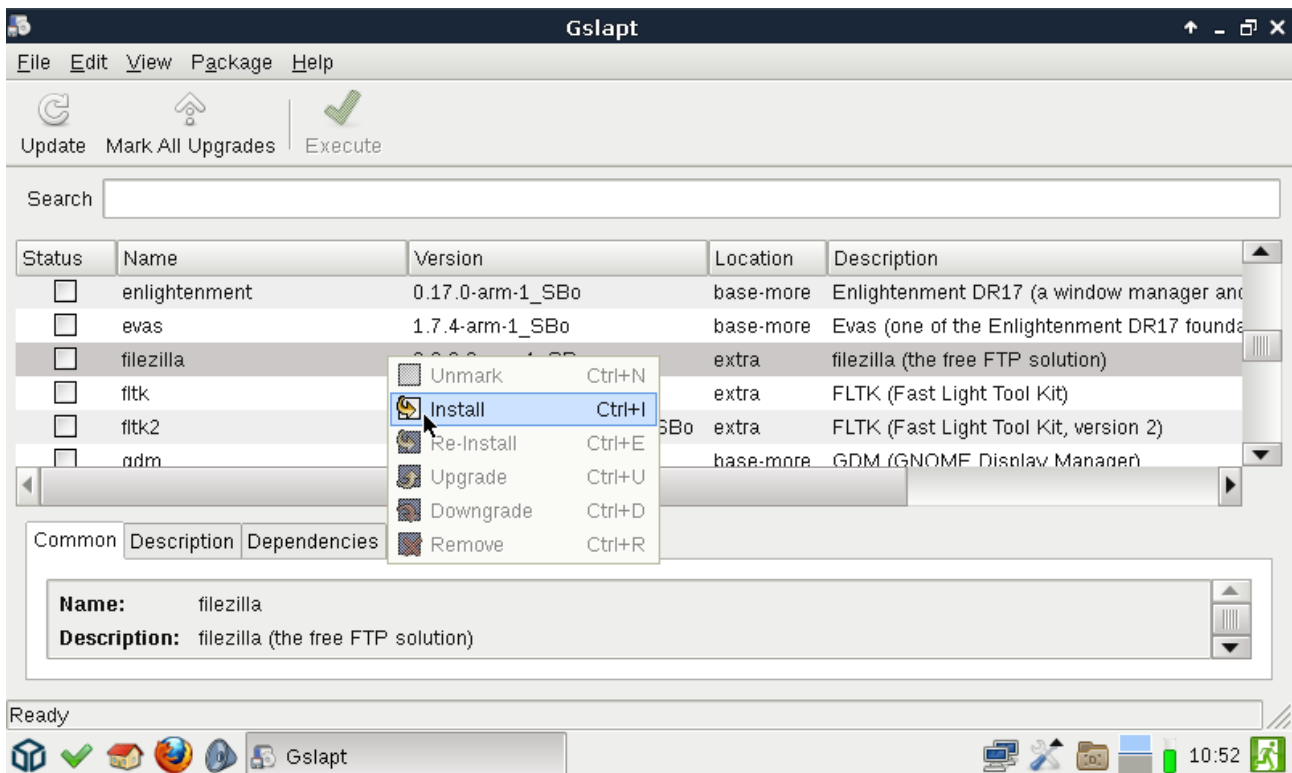 Gslapt
File Edit View Package Help
Update Mark All Upgrades Execute
Search
Status Name Version Location Description
enlightenment 0.17.0-arm-1_SBo base-more Enlightenment DR17 (a window manager and
evas 1.7.4-arm-1_SBo base-more Evas (one of the Enlightenment DR17 founda
filezilla extra filezilla (the free FTP solution)
fltk extra FLTK (Fast Light Tool Kit)
fltk2 SBo extra FLTK (Fast Light Tool Kit, version 2)
gdm base-more GDM (GNOME Display Manager)
Unmark Ctrl+N
Install Ctrl+I
Re-Install Ctrl+E
Upgrade Ctrl+U
Downgrade Ctrl+D
Remove Ctrl+R
Common Description Dependencies
Name: filezilla
Description: filezilla (the free FTP solution)
Ready
Gslapt 10:52